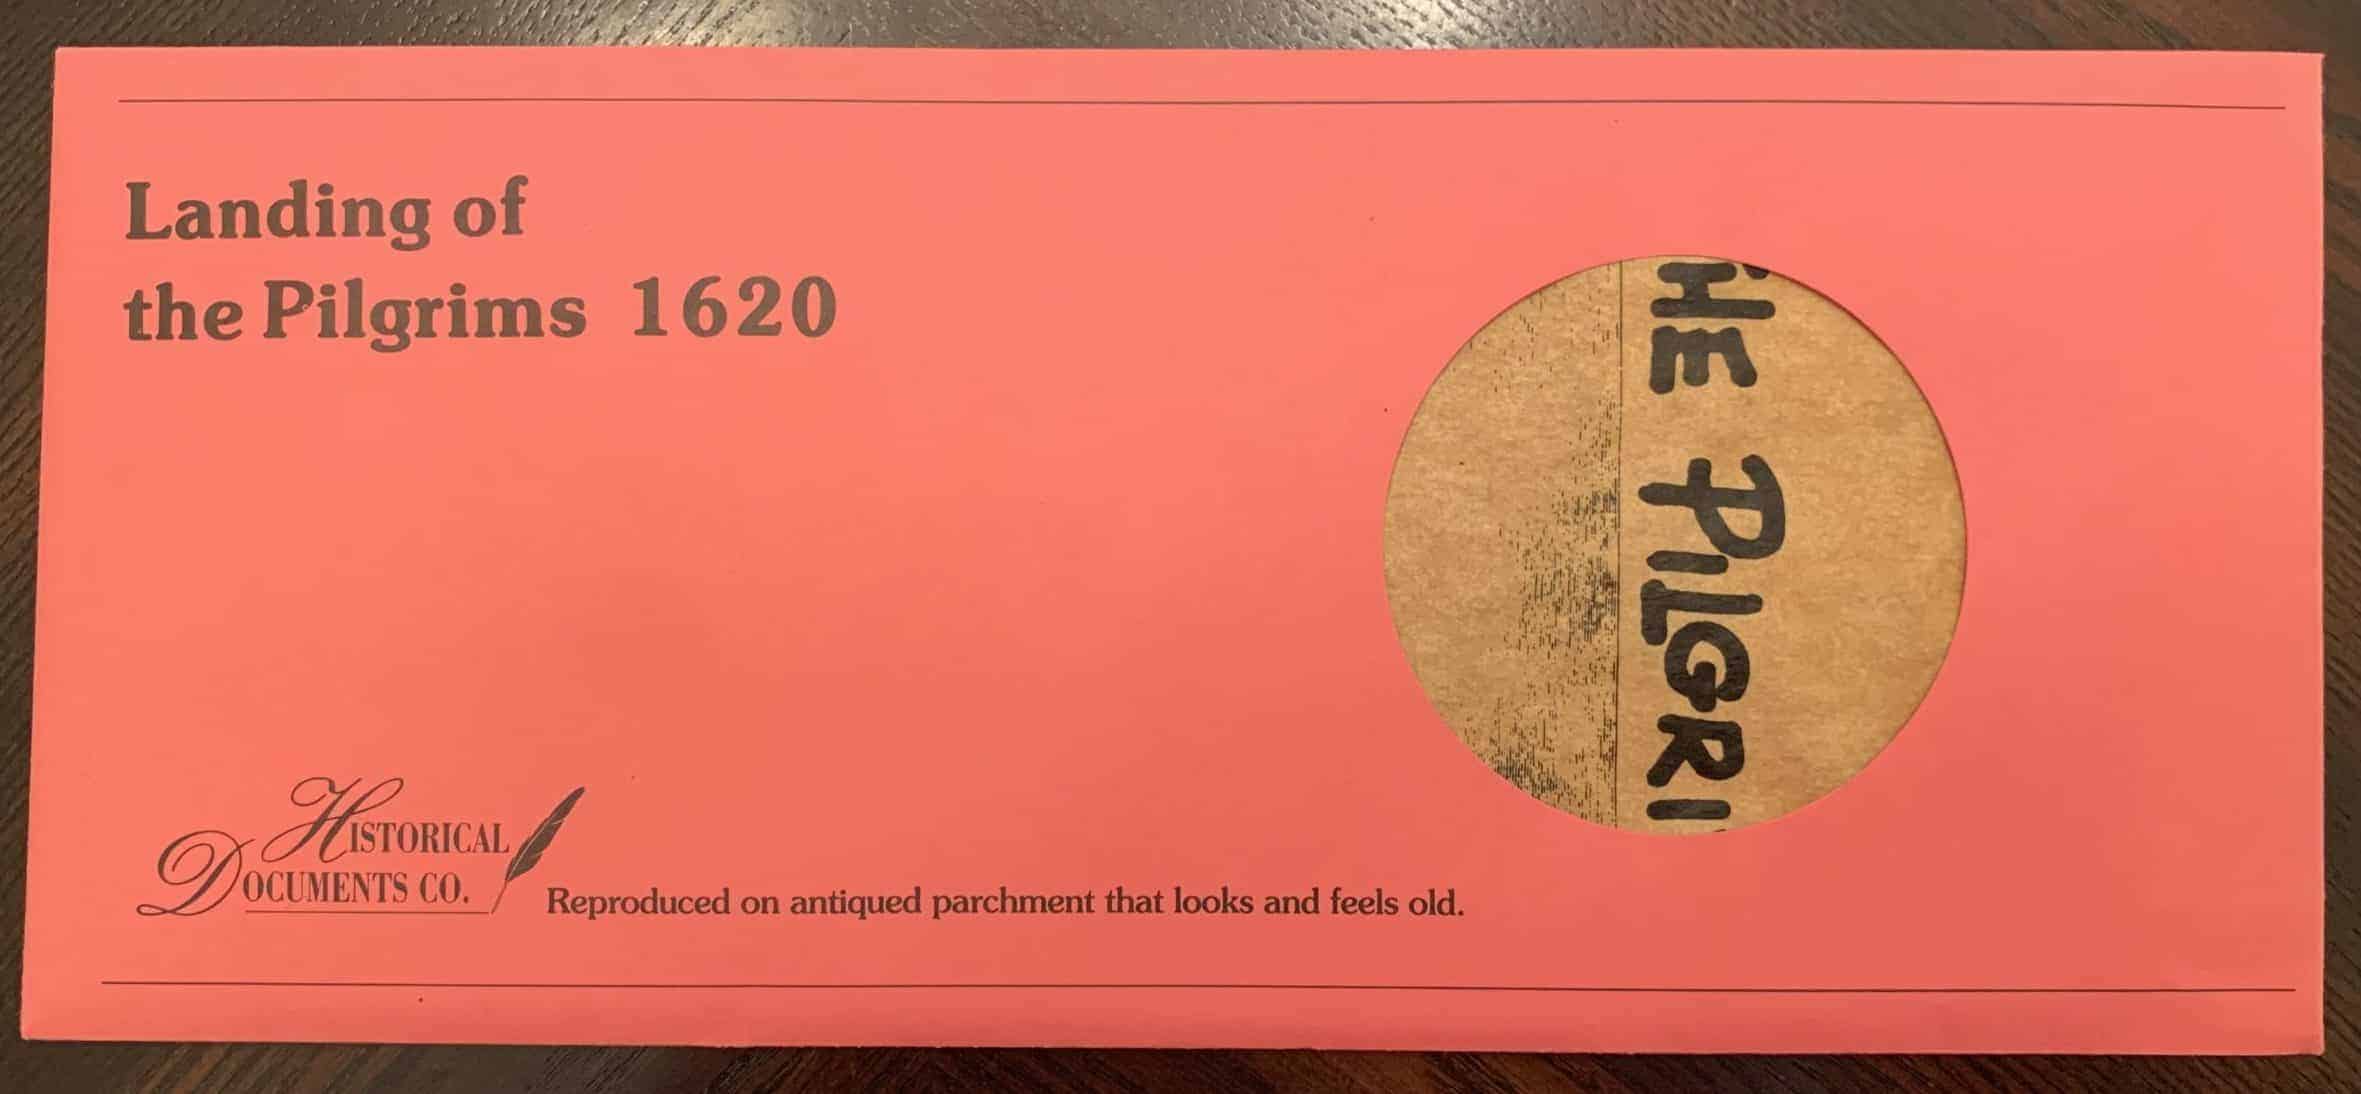 Landing of
the Pilgrims 1620
HE PILGRI
HISTORICAL
DOCUMENTS CO.
Reproduced on antiqued parchment that looks and feels old.